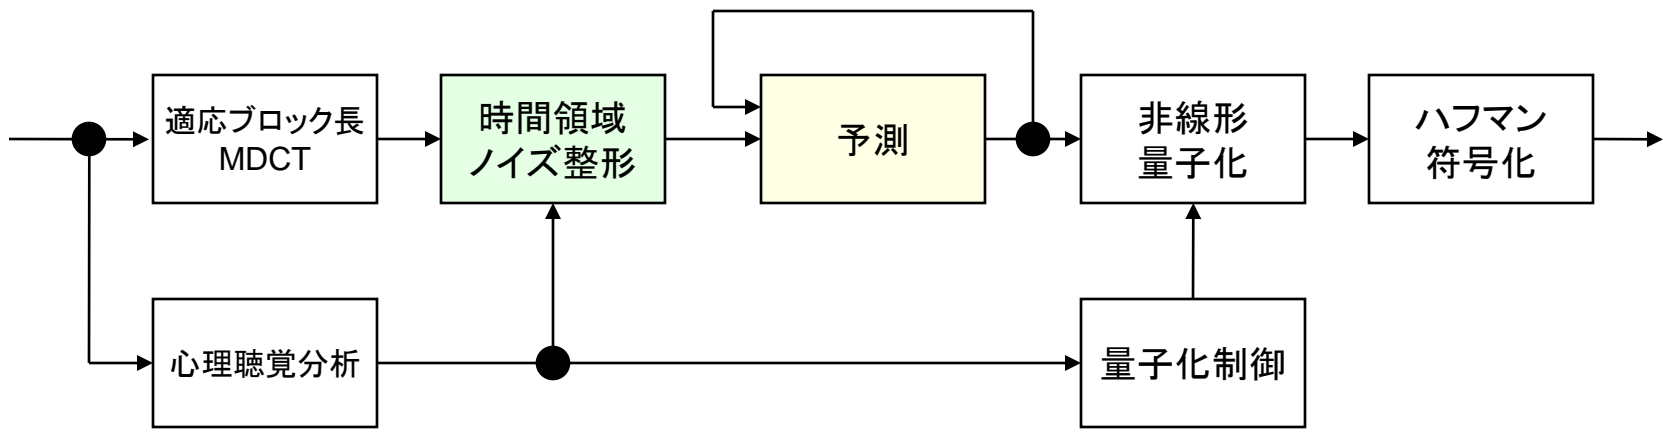 適応ブロック長
MDCT
時間領域
ノイズ整形
予測
非線形
量子化
ハフマン
符号化
心理聴覚分析
量子化制御